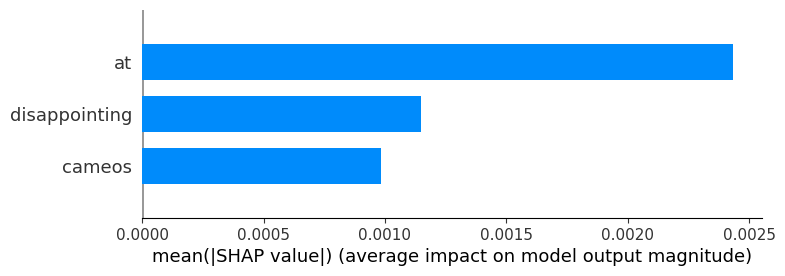 at
disappointing
cameos
0.0000 0.0005 0.0010 0.0015 0.0020 0.0025
mean(|SHAP value|) (average impact on model output magnitude)